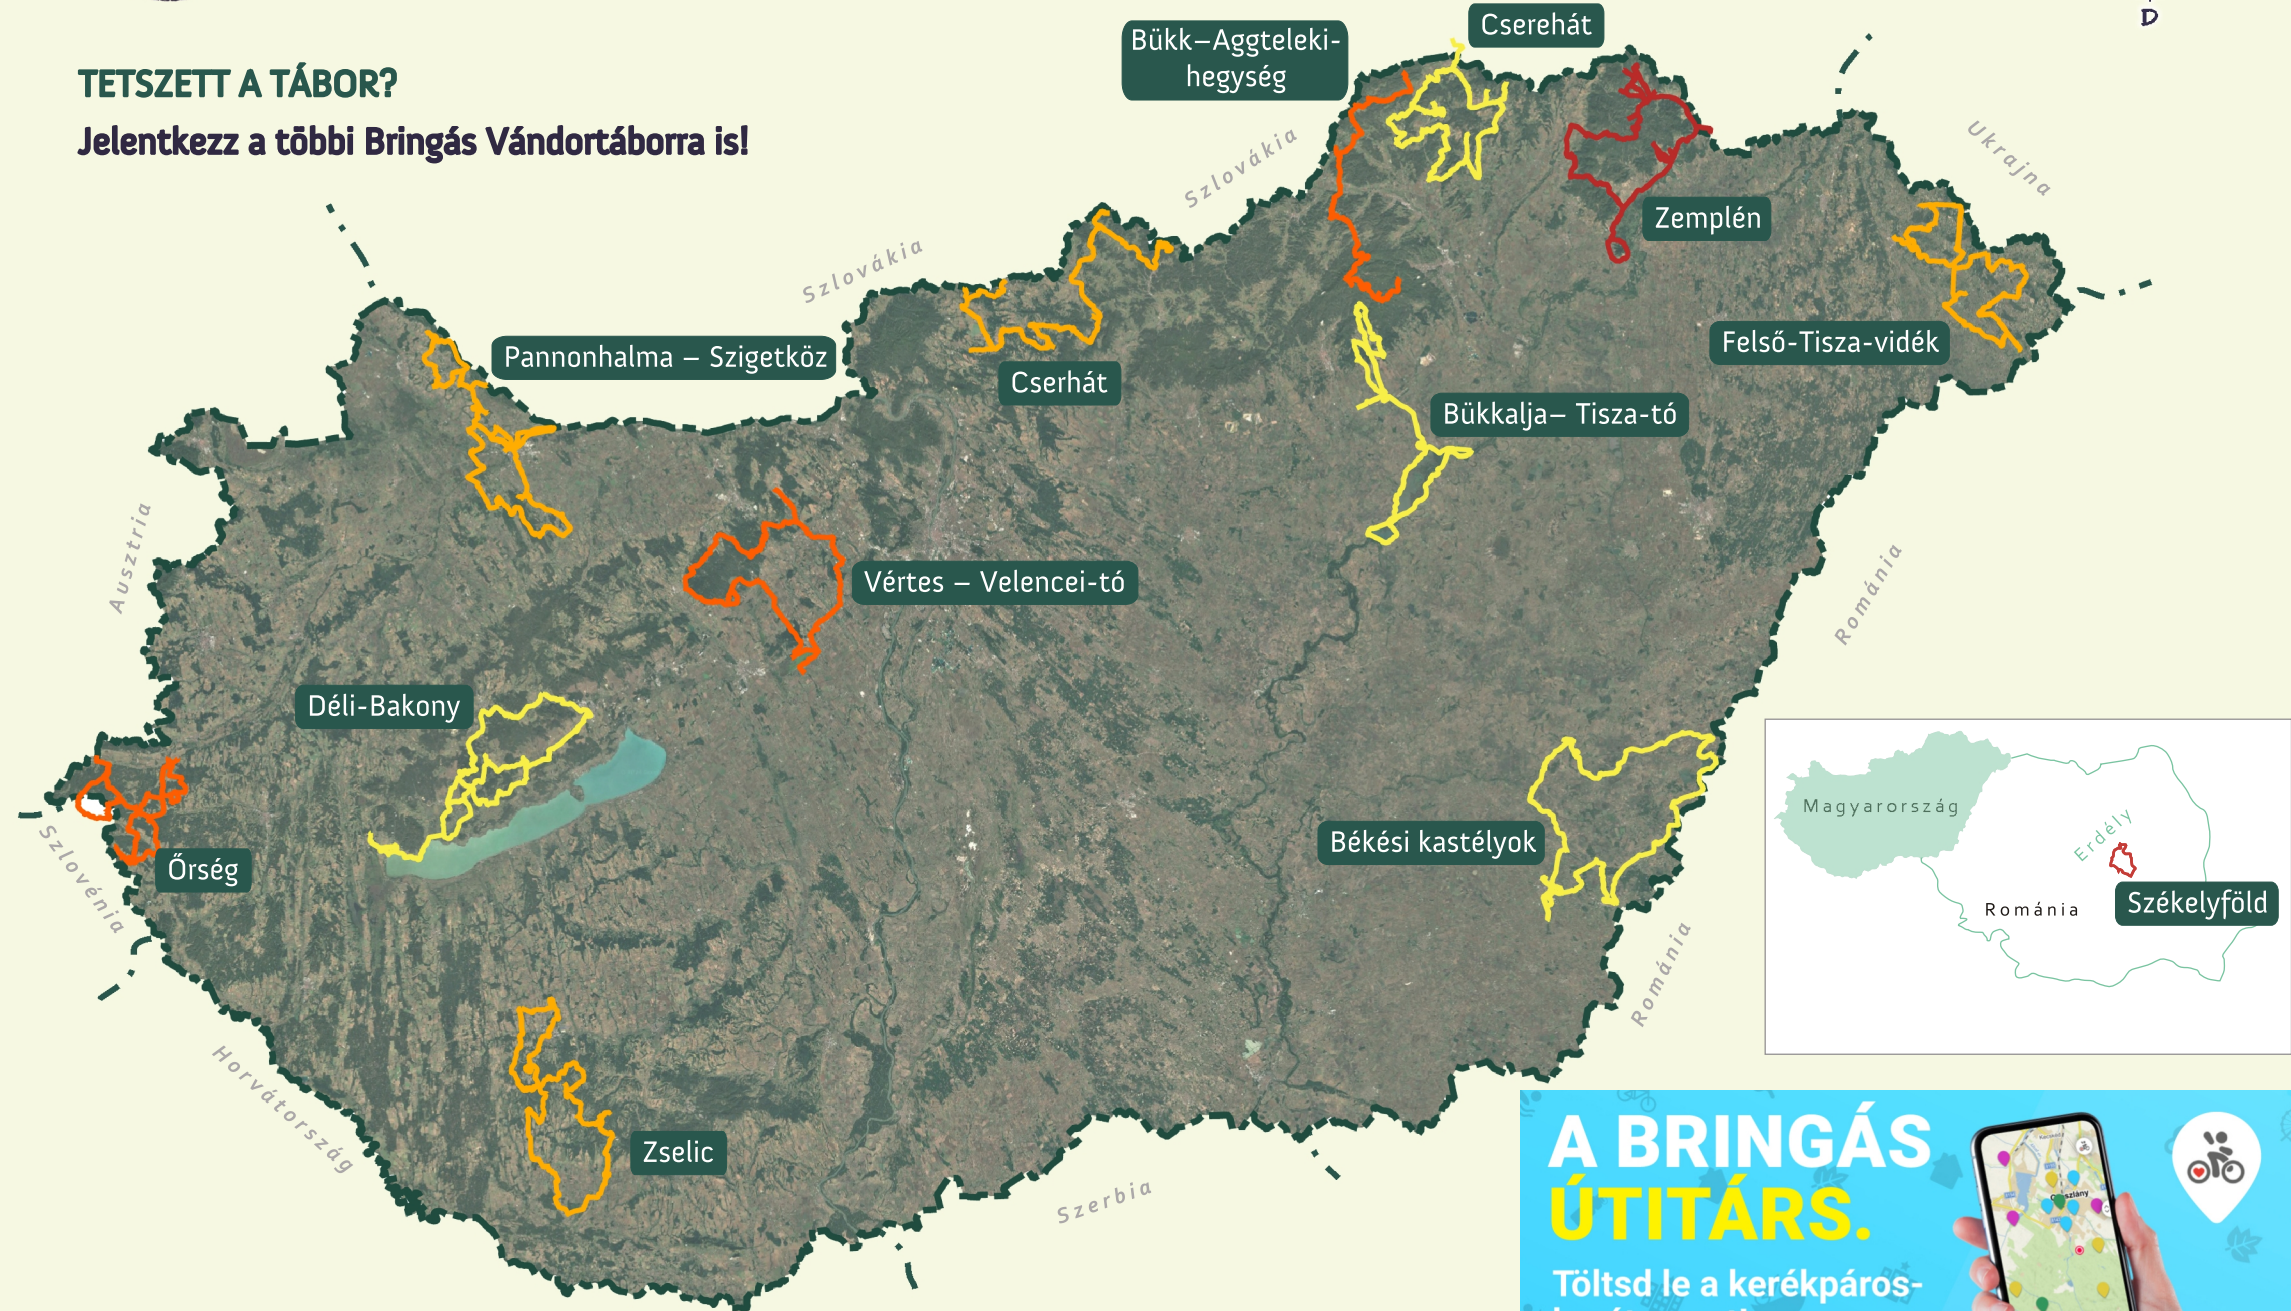 D
TETSZETT A TÁBOR?
Jelentkezz a többi Bringás Vándortáborra is!
Bükk–Aggteleki-
hegység
Cserehát
Szlovákia
Ukrajna
Zemplén
Szlovákia
Pannonhalma – Szigetköz
Cserhát
Felső-Tisza-vidék
Bükkalja– Tisza-tó
Ausztria
Vértes – Velencei-tó
Románia
Déli-Bakony
Békési kastélyok
Őrség
Szlovénia
Magyarország
Erdély
Románia
Székelyföld
Románia
Horvátország
Zselic
Szerbia
A BRINGÁS
ÚTITÁRS.
Töltsd le a kerékpáros-